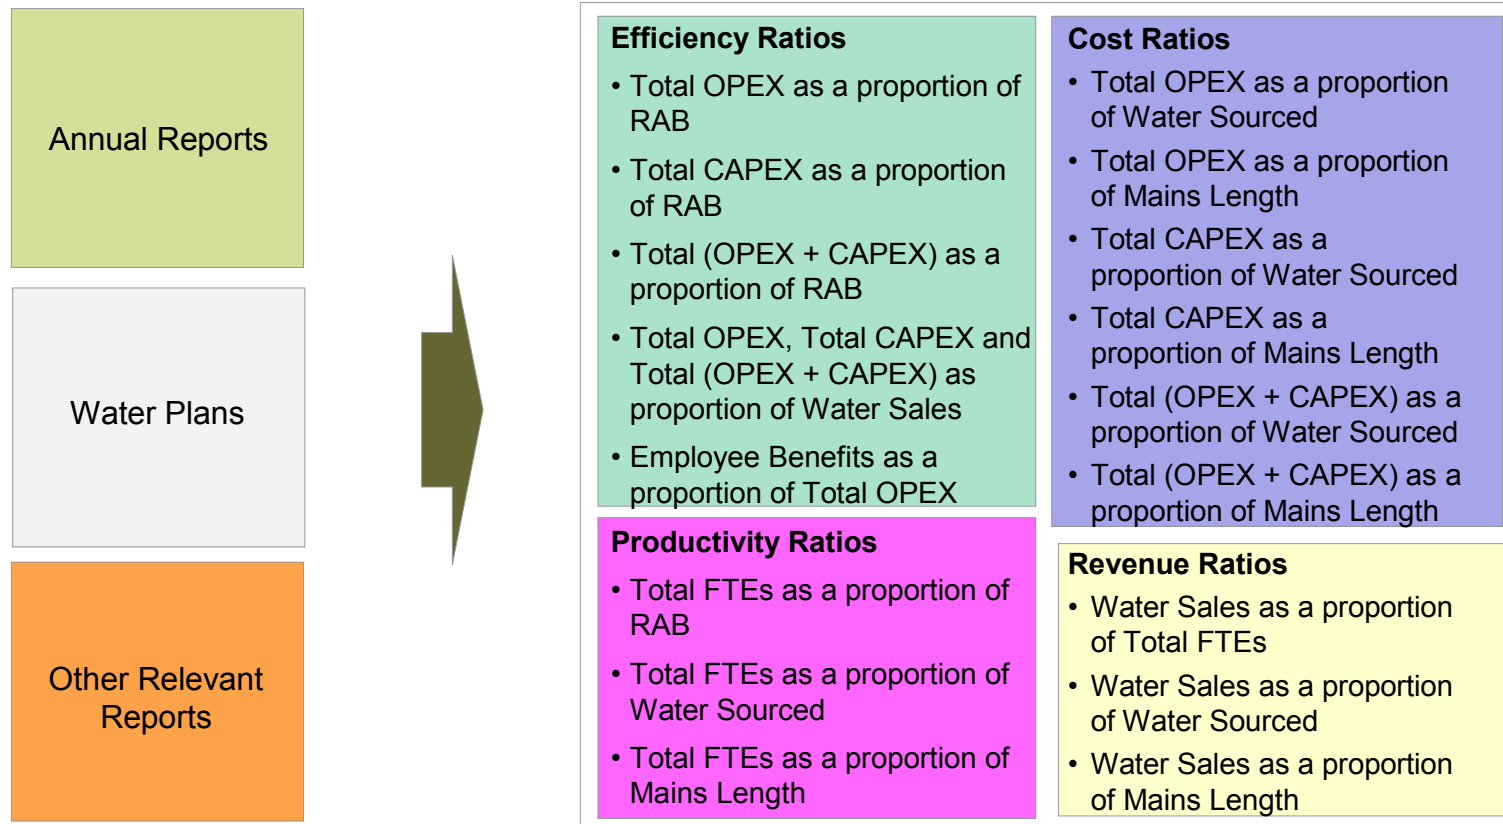 Annual Reports
Water Plans
Other Relevant
Reports
Efficiency Ratios
• Total OPEX as a proportion of
RAB
• Total CAPEX as a proportion
of RAB
• Total (OPEX + CAPEX) as a
proportion of RAB
• Total OPEX, Total CAPEX and
Total (OPEX + CAPEX) as
proportion of Water Sales
• Employee Benefits as a
proportion of Total OPEX
Productivity Ratios
• Total FTEs as a proportion of
RAB
• Total FTEs as a proportion of
Water Sourced
• Total FTEs as a proportion of
Mains Length
Cost Ratios
• Total OPEX as a proportion
of Water Sourced
• Total OPEX as a proportion
of Mains Length
• Total CAPEX as a
proportion of Water Sourced
• Total CAPEX as a
proportion of Mains Length
• Total (OPEX + CAPEX) as a
proportion of Water Sourced
• Total (OPEX + CAPEX) as a
proportion of Mains Length
Revenue Ratios
• Water Sales as a proportion
of Total FTEs
• Water Sales as a proportion
of Water Sourced
• Water Sales as a proportion
of Mains Length